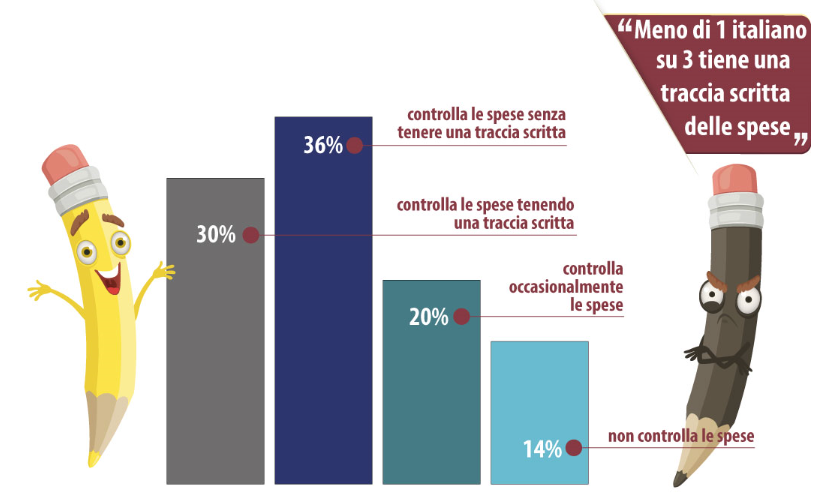 “Meno di 1 italiano
su 3 tiene una
traccia scritta
delle spese„
controlla le spese senza
tenere una traccia scritta
36%
controlla le spese tenendo
una traccia scritta
30%
controlla
occasionalmente
le spese
20%
non controlla le spese
14%